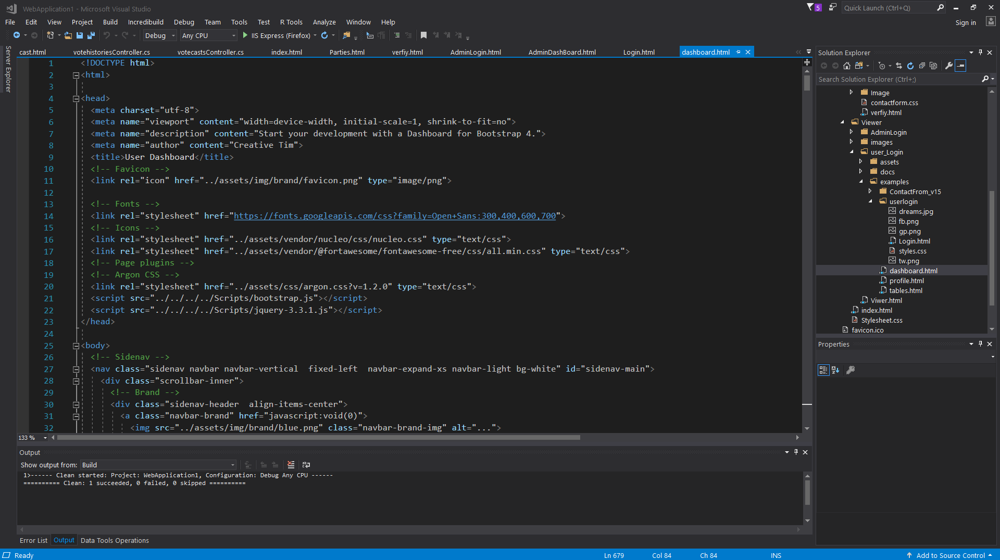 WebApplication1 - Microsoft Visual Studio
5
Quick Launch (Ctrl+Q)
File Edit View Project Build Incredibuild Debug Team Tools Test R Tools Analyze Window Help
Sign in
Debug Any CPU IIS Express (Firefox)
Server Explorer
cast.html votehistoriesController.cs votecastsController.cs index.html Parties.html verfiy.html AdminLogin.html AdminDashBoard.html Login.html dashboard.html
1 <!DOCTYPE html>
2 <html>
3
4 <head>
5 <meta charset="utf-8">
6 <meta name="viewport" content="width=device-width, initial-scale=1, shrink-to-fit=no">
7 <meta name="description" content="Start your development with a Dashboard for Bootstrap 4.">
8 <meta name="author" content="Creative Tim">
9 <title>User Dashboard</title>
10 <!-- Favicon -->
11 <link rel="icon" href="../assets/img/brand/favicon.png" type="image/png">
12
13 <!-- Fonts -->
14 <link rel="stylesheet" href="https://fonts.googleapis.com/css?family=Open+Sans:300,400,600,700">
15 <!-- Icons -->
16 <link rel="stylesheet" href="../assets/vendor/nucleo/css/nucleo.css" type="text/css">
17 <link rel="stylesheet" href="../assets/vendor/@fortawesome/fontawesome-free/css/all.min.css" type="text/css">
18 <!-- Page plugins -->
19 <!-- Argon CSS -->
20 <link rel="stylesheet" href="../assets/css/argon.css?v=1.2.0" type="text/css">
21 <script src="../../../../Scripts/bootstrap.js"></script>
22 <script src="../../../../Scripts/jquery-3.3.1.js"></script>
23 </head>
24
25 <body>
26 <!-- Sidenav -->
27 <nav class="sidenav navbar navbar-vertical  fixed-left  navbar-expand-xs navbar-light bg-white" id="sidenav-main">
28 <div class="scrollbar-inner">
29 <!-- Brand -->
30 <div class="sidenav-header  align-items-center">
31 <a class="navbar-brand" href="javascript:void(0)">
32 <img src="../assets/img/brand/blue.png" class="navbar-brand-img" alt="...">
133 %
Output
Show output from: Build
1>------ Clean started: Project: WebApplication1, Configuration: Debug Any CPU ------
========== Clean: 1 succeeded, 0 failed, 0 skipped ==========
Error List Output Data Tools Operations
Solution Explorer
Search Solution Explorer (Ctrl+;)
Image
contactform.css
verfiy.html
Viewer
AdminLogin
images
user_Login
assets
docs
examples
ContactFrom_v15
userlogin
dreams.jpg
fb.png
gp.png
Login.html
styles.css
tw.png
dashboard.html
profile.html
tables.html
Viwer.html
index.html
Stylesheet.css
favicon.ico
Properties
Ready Ln 679 Col 84 Ch 84 INS Add to Source Control